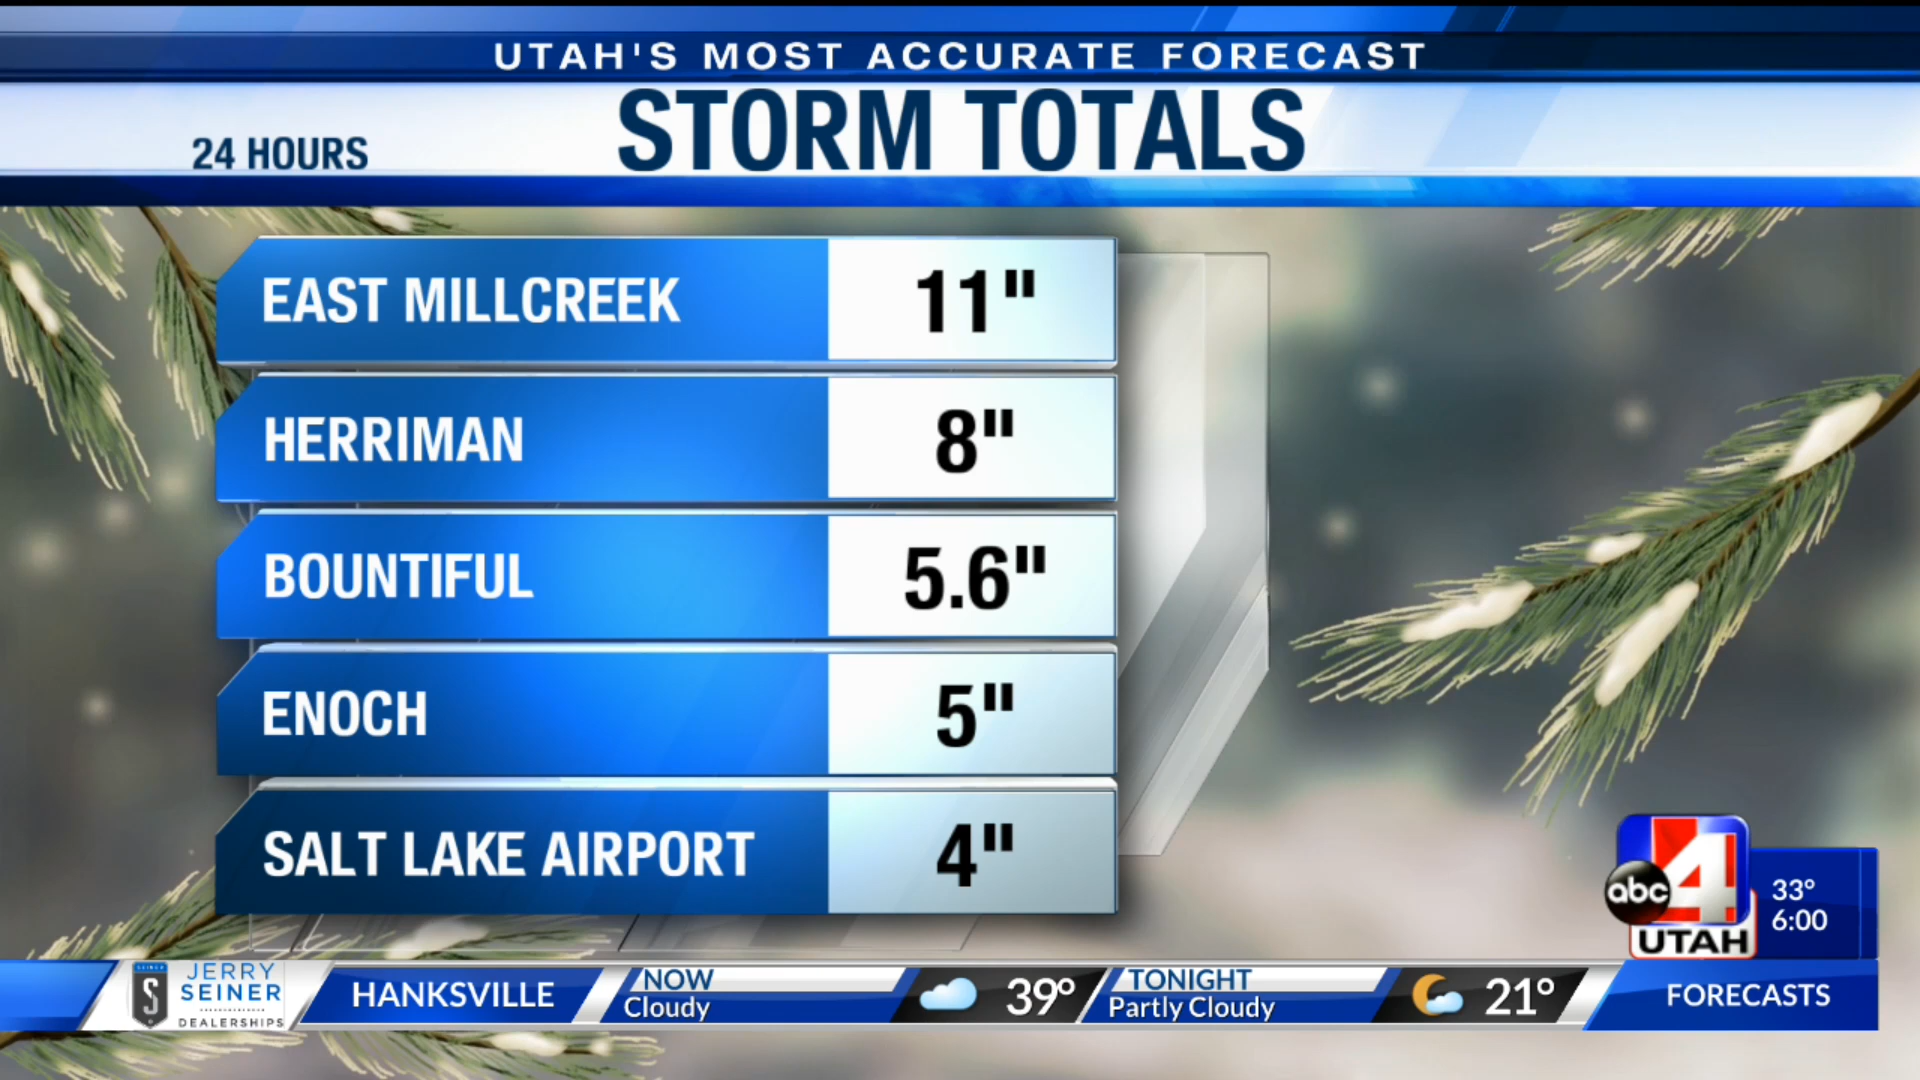 UTAH'S MOST ACCURATE FORECAST
24 HOURS
STORM TOTALS
EAST MILLCREEK 11"
HERRIMAN 8"
BOUNTIFUL 5.6"
ENOCH 5"
SALT LAKE AIRPORT 4"
abc 4
UTAH
33°
6:00
SEINER
S
JERRY
SEINER
DEALERSHIPS
HANKSVILLE
NOW
Cloudy
39°
TONIGHT
Partly Cloudy
21°
FORECASTS